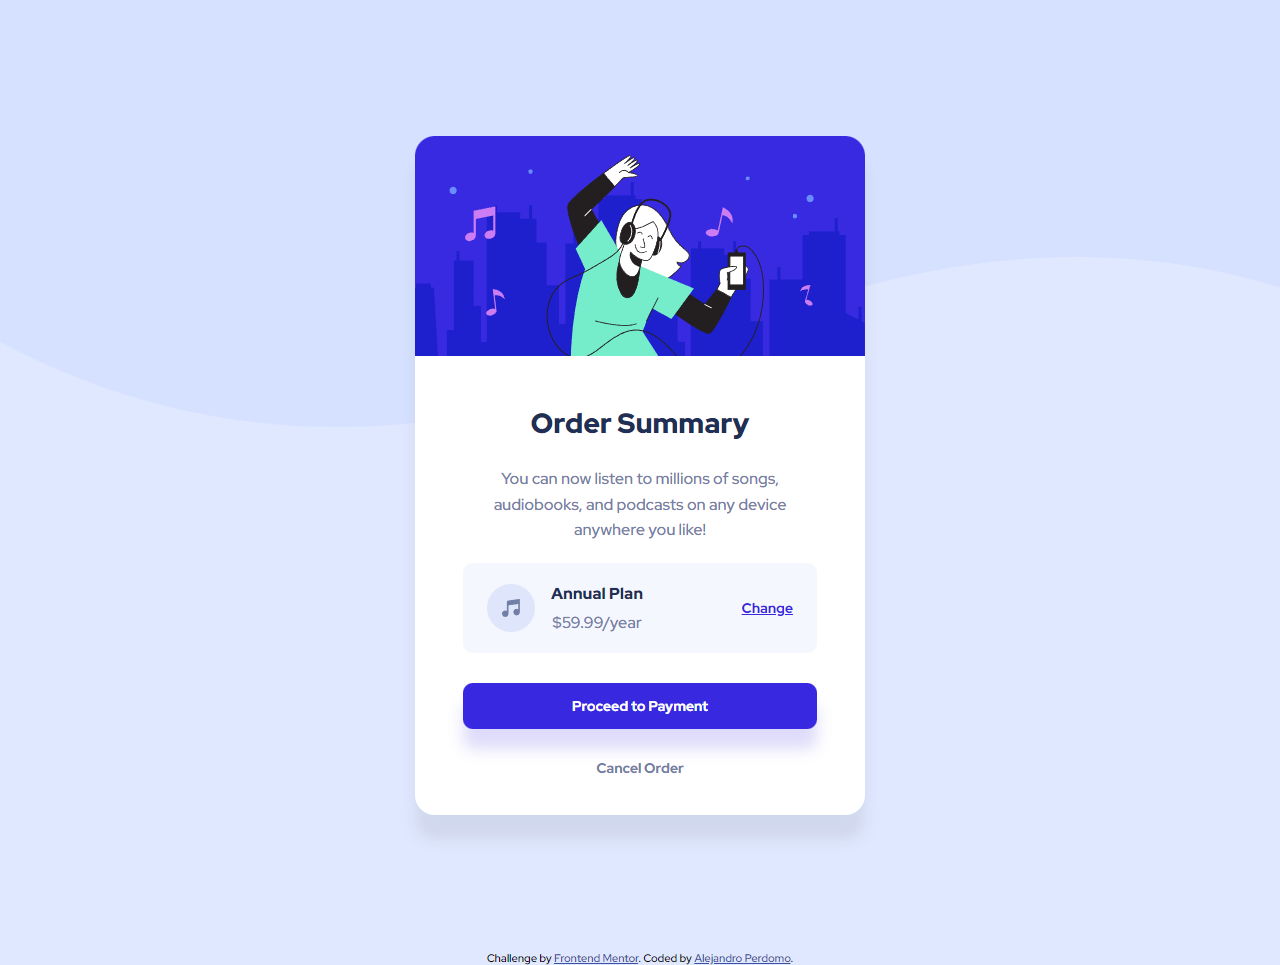 Order Summary
You can now listen to millions of songs,
audiobooks, and podcasts on any device
anywhere you like!
Annual Plan
$59.99/year
Change
Proceed to Payment
Cancel Order
Challenge by Frontend Mentor. Coded by Alejandro Perdomo.